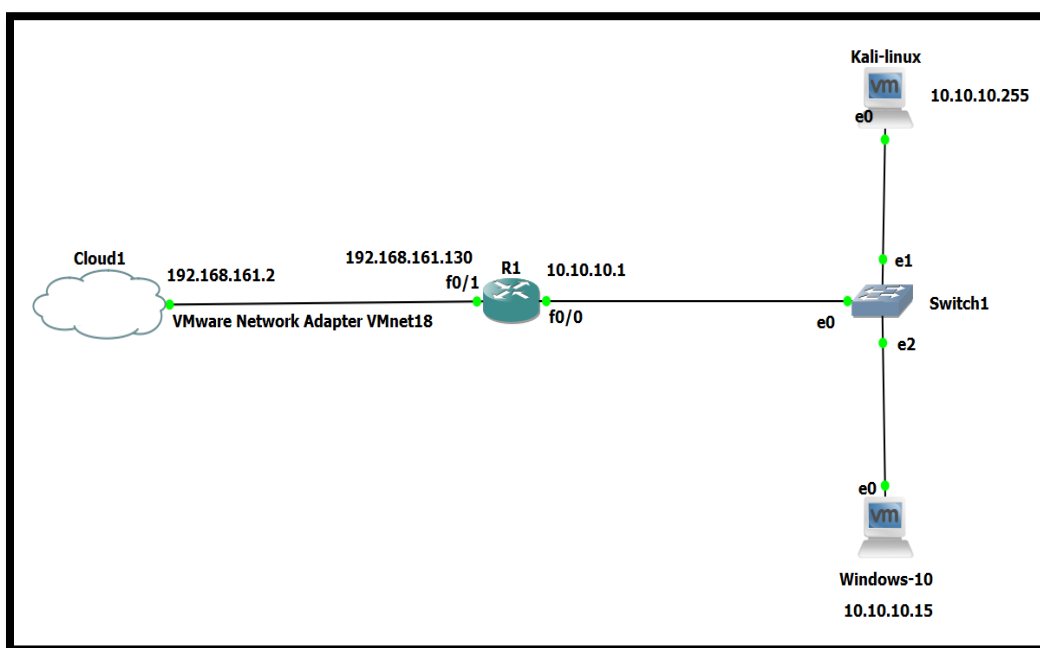 Kali-linux
vm
10.10.10.255
e0
Cloud1
192.168.161.2
192.168.161.130
R1
10.10.10.1
e1
f0/1
VMware Network Adapter VMnet18
f0/0
e0
Switch1
e2
e0
vm
Windows-10
10.10.10.15